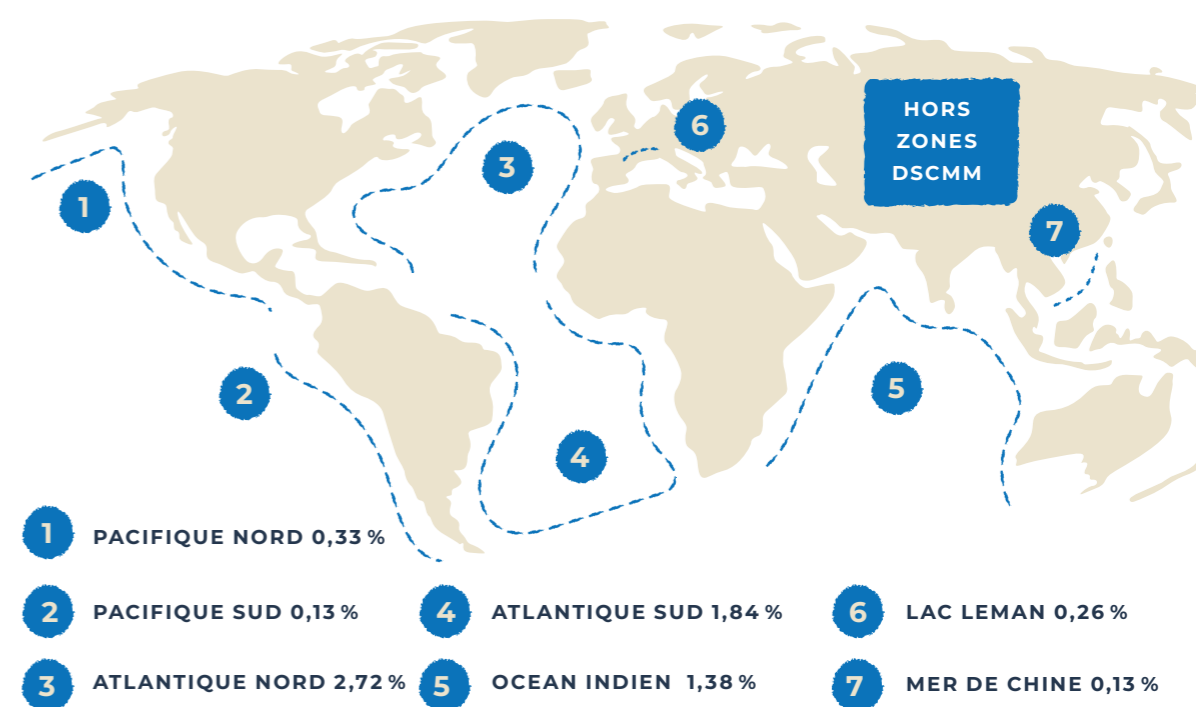 HORS
ZONES
DSCMM
6
3
1
7
2
5
4
1 PACIFIQUE NORD 0,33 %
2 PACIFIQUE SUD 0,13 %
3 ATLANTIQUE NORD 2,72 %
4 ATLANTIQUE SUD 1,84 %
5 OCEAN INDIEN 1,38 %
6 LAC LEMAN 0,26 %
7 MER DE CHINE 0,13 %